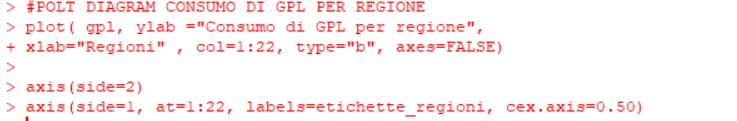 > #POLT DIAGRAM CONSUMO DI GPL PER REGIONE
> plot( gpl, ylab ="Consumo di GPL per regione",
+ xlab="Regioni" , col=1:22, type="b", axes=FALSE)
>
> axis(side=2)
> axis(side=1, at=1:22, labels=etichette_regioni, cex.axis=0.50)